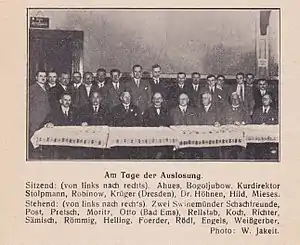 Am Tage der Auslosung.
Sitzend: (von links nach rechts). Ahues, Bogoljubow, Kurdirektor
Stolpmann, Robinow, Krüger (Dresden), Dr. Höhnen, Hild, Mieses.
Stehend: (von links nach rechts). Zwei Swinemünder Schachfreunde,
Post, Pretsch, Moritz, Otto (Bad Ems), Rellstab, Koch, Richter,
Sämisch, Römmig, Helling, Foerder, Rödl, Engels, Weißgerber.
Photo: W. Jakeit.